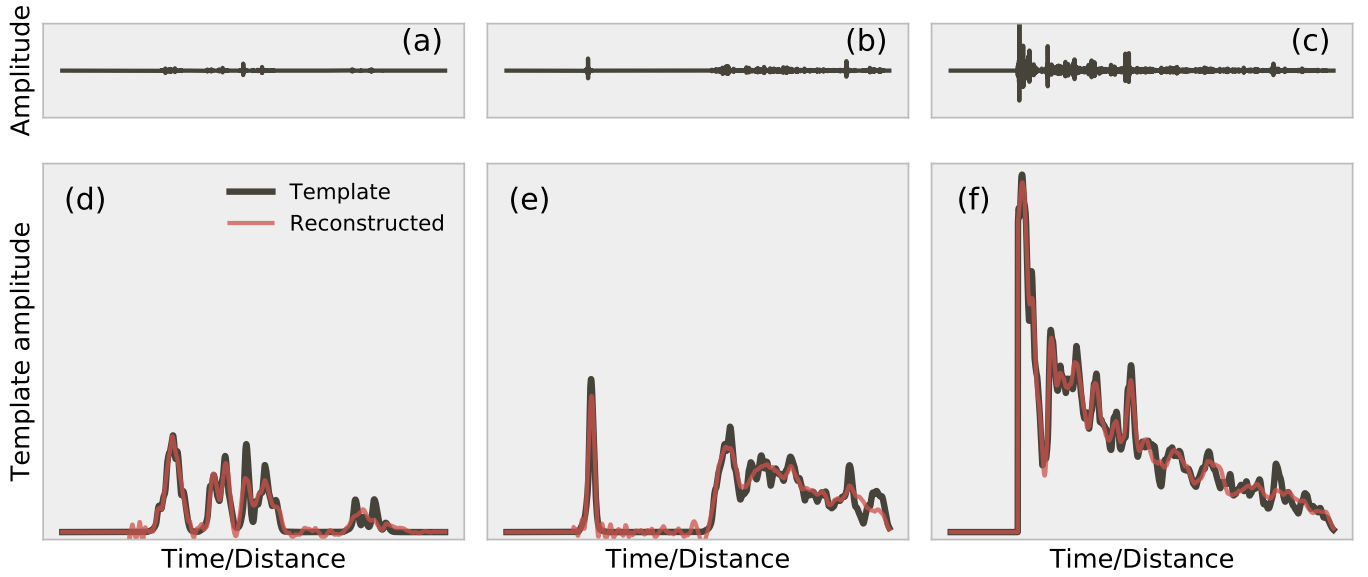 Amplitude
(a)
(b)
(c)
Template amplitude
(d)
Template
Reconstructed
(e)
(f)
Time/Distance
Time/Distance
Time/Distance